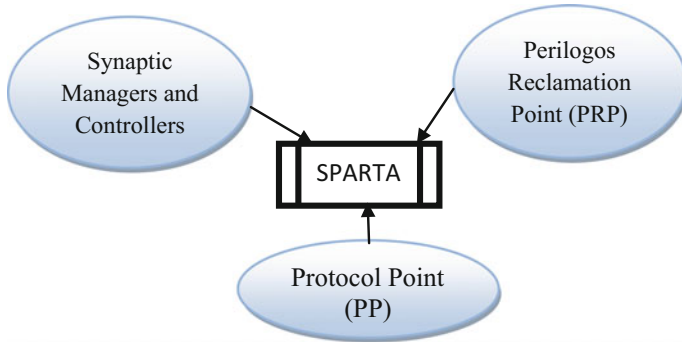 Synaptic
Managers and
Controllers
Perilogos
Reclamation
Point (PRP)
SPARTA
Protocol Point
(PP)